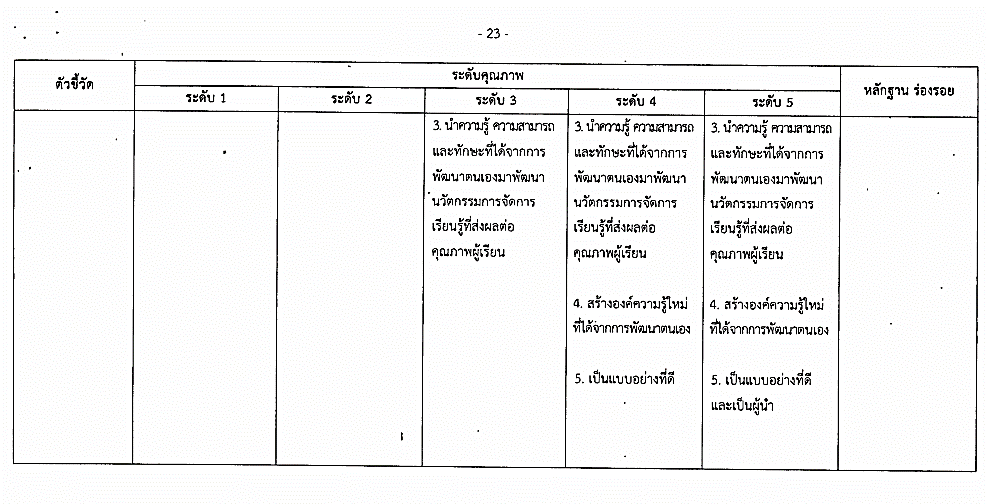 - 23 -
ตัวชี้วัด
ระดับคุณภาพ
หลักฐาน ร่องรอย
ระดับ 1
ระดับ 2
ระดับ 3
ระดับ 4
ระดับ 5
3. นำความรู้ ความสามารถ
และทักษะที่ได้จากการ
พัฒนาตนเองมาพัฒนา
นวัตกรรมการจัดการ
เรียนรู้ที่ส่งผลต่อ
คุณภาพผู้เรียน
3. นำความรู้ ความสามารถ
และทักษะที่ได้จากการ
พัฒนาตนเองมาพัฒนา
นวัตกรรมการจัดการ
เรียนรู้ที่ส่งผลต่อ
คุณภาพผู้เรียน
4. สร้างองค์ความรู้ใหม่
ที่ได้จากการพัฒนาตนเอง
5. เป็นแบบอย่างที่ดี
3. นำความรู้ ความสามารถ
และทักษะที่ได้จากการ
พัฒนาตนเองมาพัฒนา
นวัตกรรมการจัดการ
เรียนรู้ที่ส่งผลต่อ
คุณภาพผู้เรียน
4. สร้างองค์ความรู้ใหม่
ที่ได้จากการพัฒนาตนเอง
5. เป็นแบบอย่างที่ดี
และเป็นผู้นำ